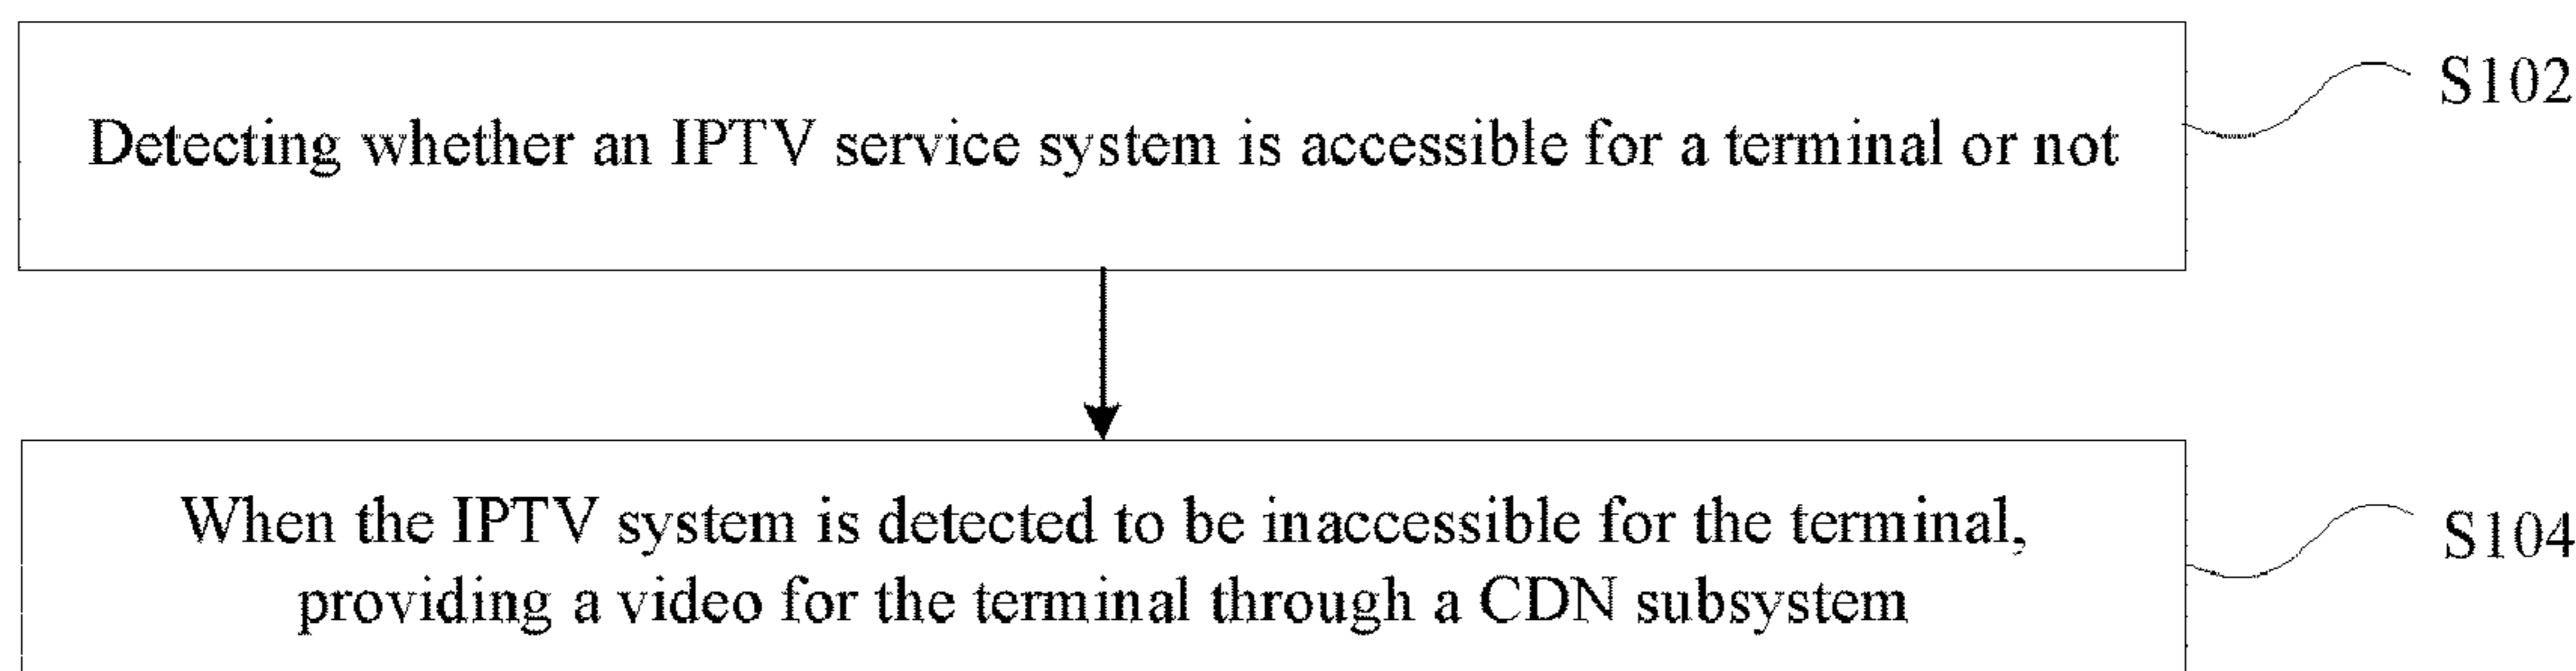 Detecting whether an IPTV service system is accessible for a terminal or not
S102
When the IPTV system is detected to be inaccessible for the terminal,
providing a video for the terminal through a CDN subsystem
S104